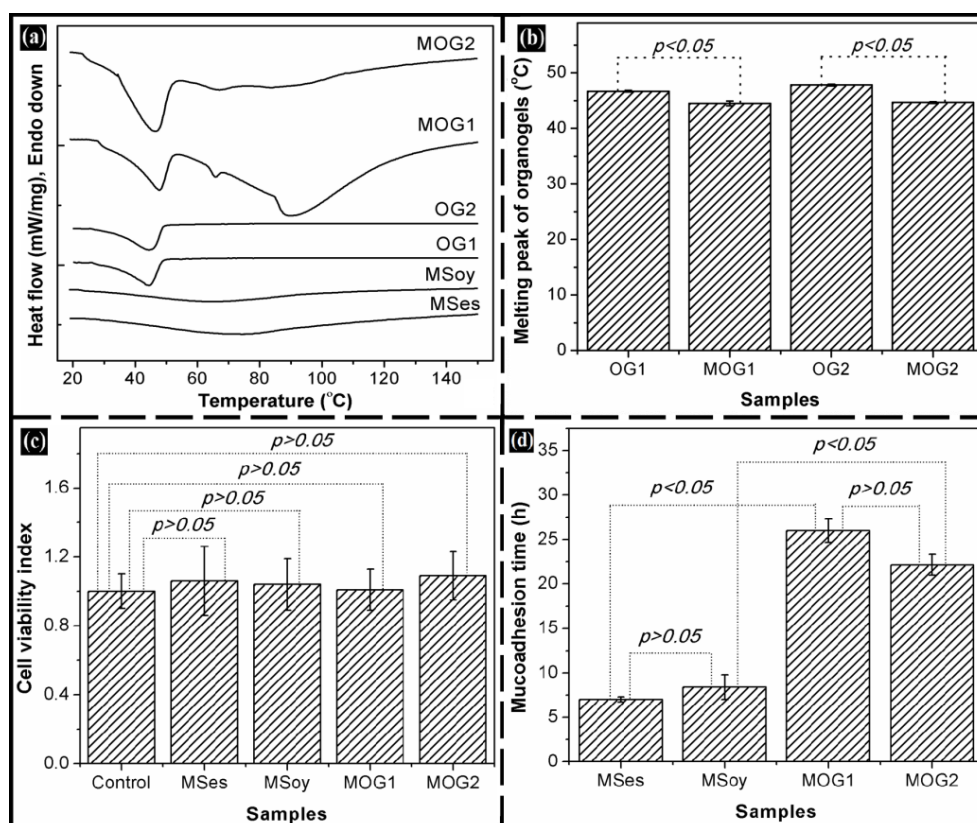 (a)
MOG2
MOG1
OG2
OG1
MSoy
MSes
Heat flow (mW/mg), Endo down
20 40 60 80 100 120 140
Temperature (°C)
(b)
p<0.05 p<0.05
50
40
30
20
10
0
Melting peak of organogels (°C)
OG1 MOG1 OG2 MOG2
Samples
(c)
p>0.05
p>0.05
p>0.05
p>0.05
1.6
1.2
0.8
0.4
0.0
Cell viability index
Control MSes MSoy MOG1 MOG2
Samples
(d)
p<0.05
p<0.05
p>0.05
p>0.05
35
30
25
20
15
10
5
0
Mucoadhesion time (h)
MSes MSoy MOG1 MOG2
Samples